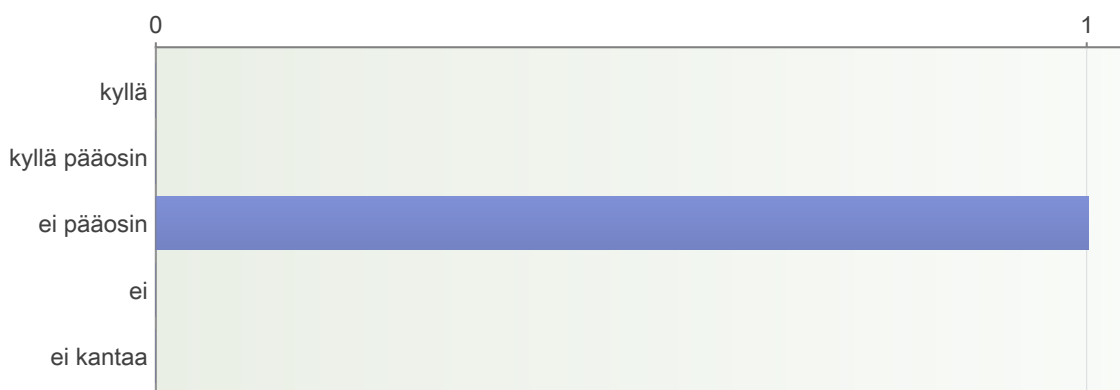 0 1
kyllä
kyllä pääosin
ei pääosin
ei
ei kantaa